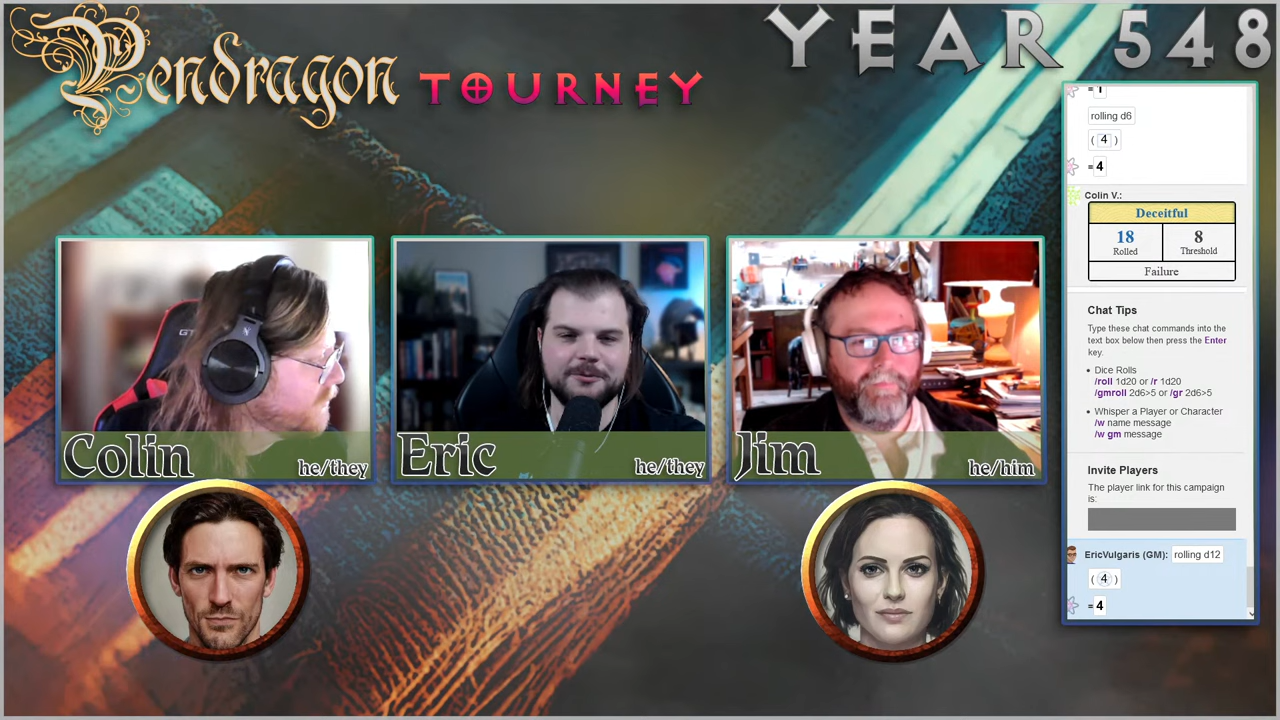 Pendragon TOURNEY
YEAR 548
= 1
rolling d6
( 4 )
= 4
Colin V.:
Deceitful
18 8
Rolled Threshold
Failure
Chat Tips
Type these chat commands into the
text box below then press the Enter
key.
• Dice Rolls
/roll 1d20 or /r 1d20
/gmroll 2d6>5 or /gr 2d6>5
• Whisper a Player or Character
/w name message
/w gm message
Invite Players
The player link for this campaign
is:
EricVulgaris (GM): rolling d12
( 4 )
= 4
GT
Colin he/they
Eric he/they
Jim he/him